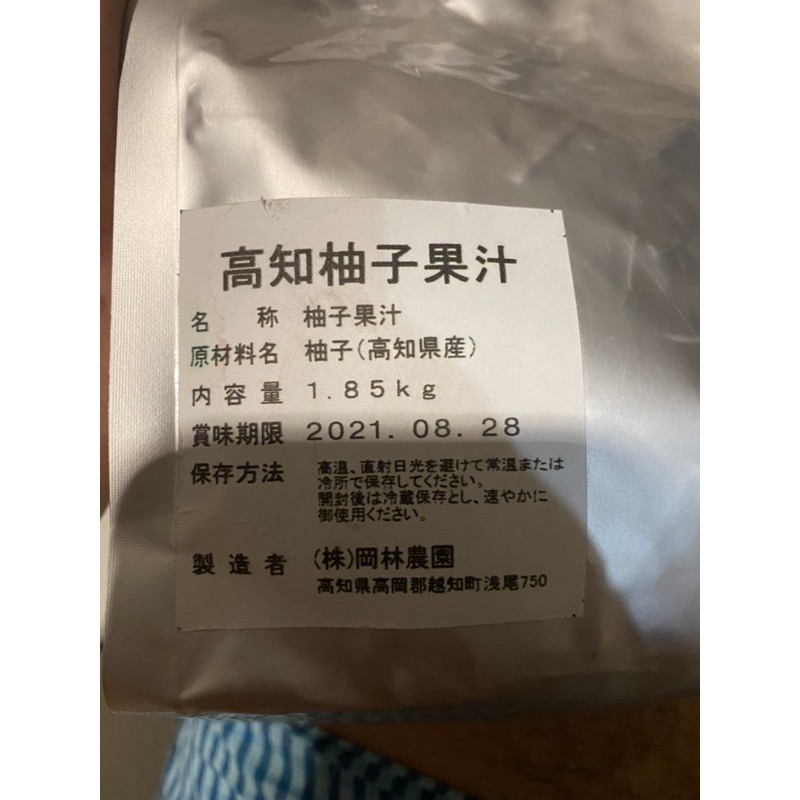 高知柚子果汁
名　　称　柚子果汁
原材料名　柚子(高知県産)
内容量　1.85kg
賞味期限　2021.08.28
保存方法　高温、直射日光を避けて常温または
冷所で保存してください。
開封後は冷蔵保存とし、速やかに
御使用ください。
製造者　(株)岡林農園
高知県高岡郡越知町浅尾750